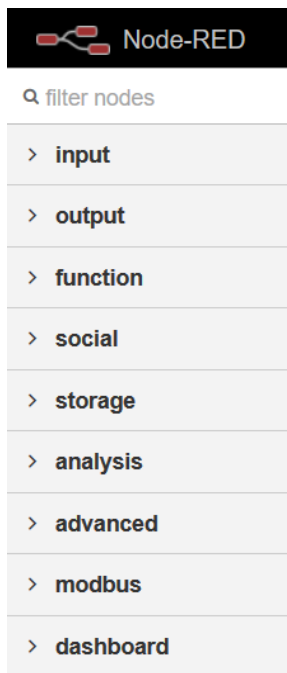 Node-RED
filter nodes
input
output
function
social
storage
analysis
advanced
modbus
dashboard